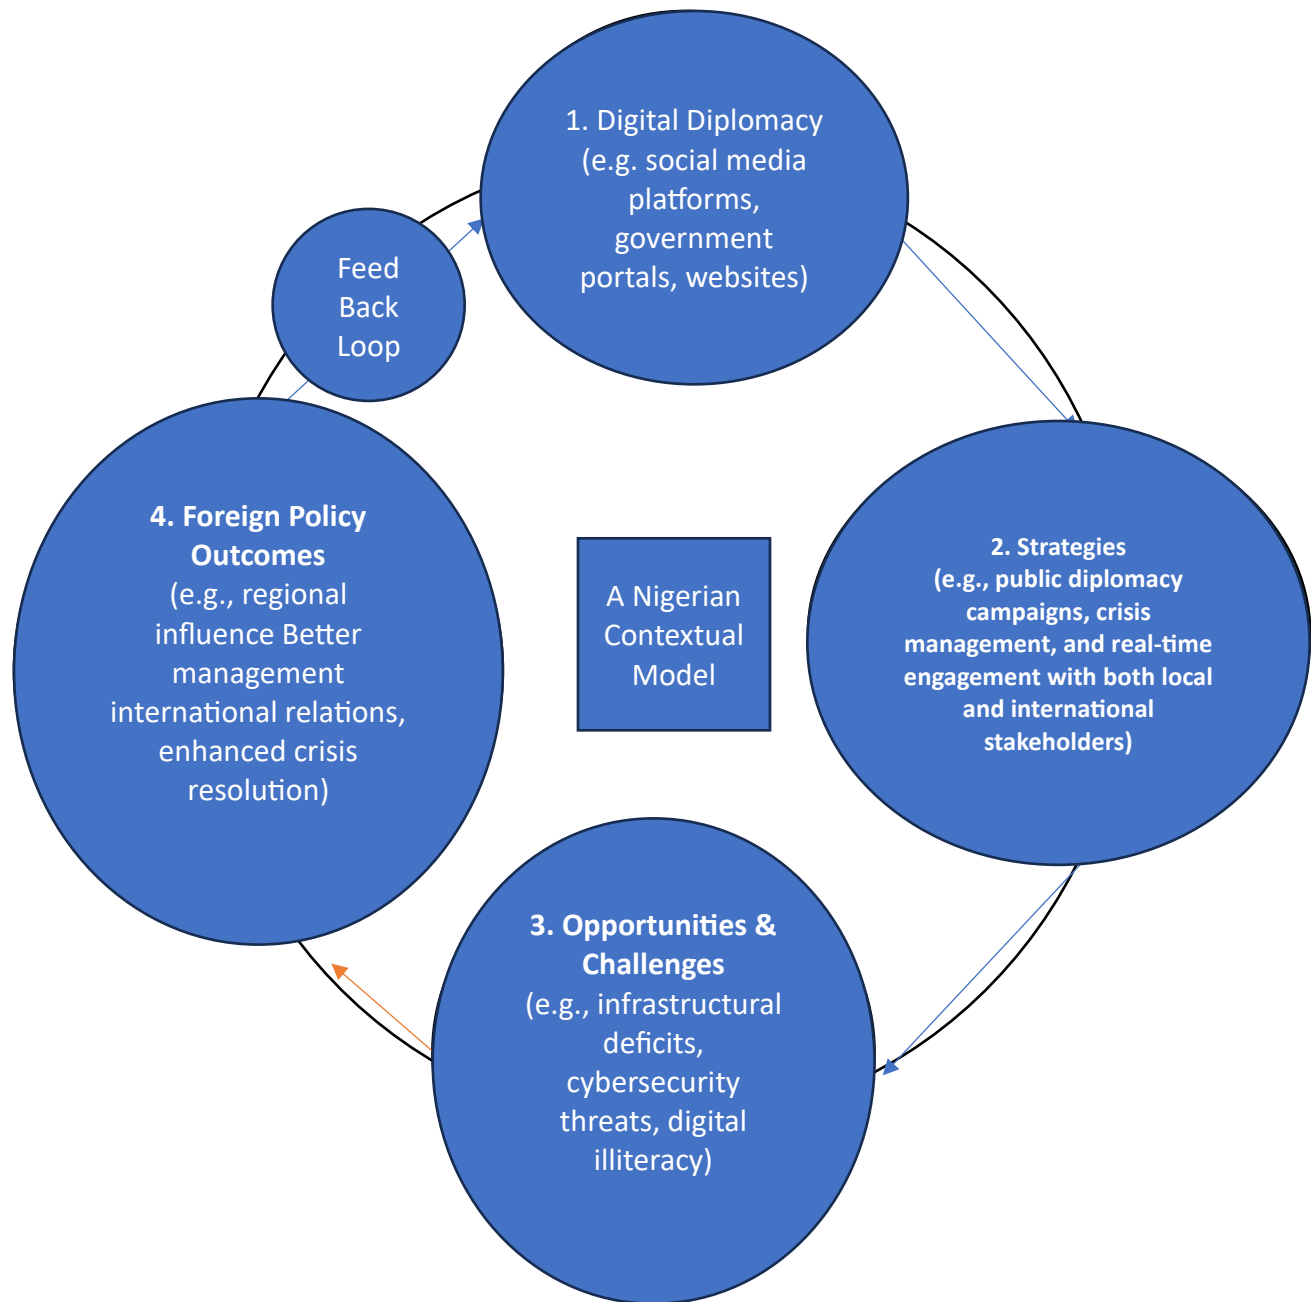 1. Digital Diplomacy
(e.g. social media
platforms,
government
portals, websites)
Feed
Back
Loop
2. Strategies
(e.g., public diplomacy
campaigns, crisis
management, and real-time
engagement with both local
and international
stakeholders)
A Nigerian
Contextual
Model
3. Opportunities &
Challenges
(e.g., infrastructural
deficits,
cybersecurity
threats, digital
illiteracy)
4. Foreign Policy
Outcomes
(e.g., regional
influence Better
management
international relations,
enhanced crisis
resolution)